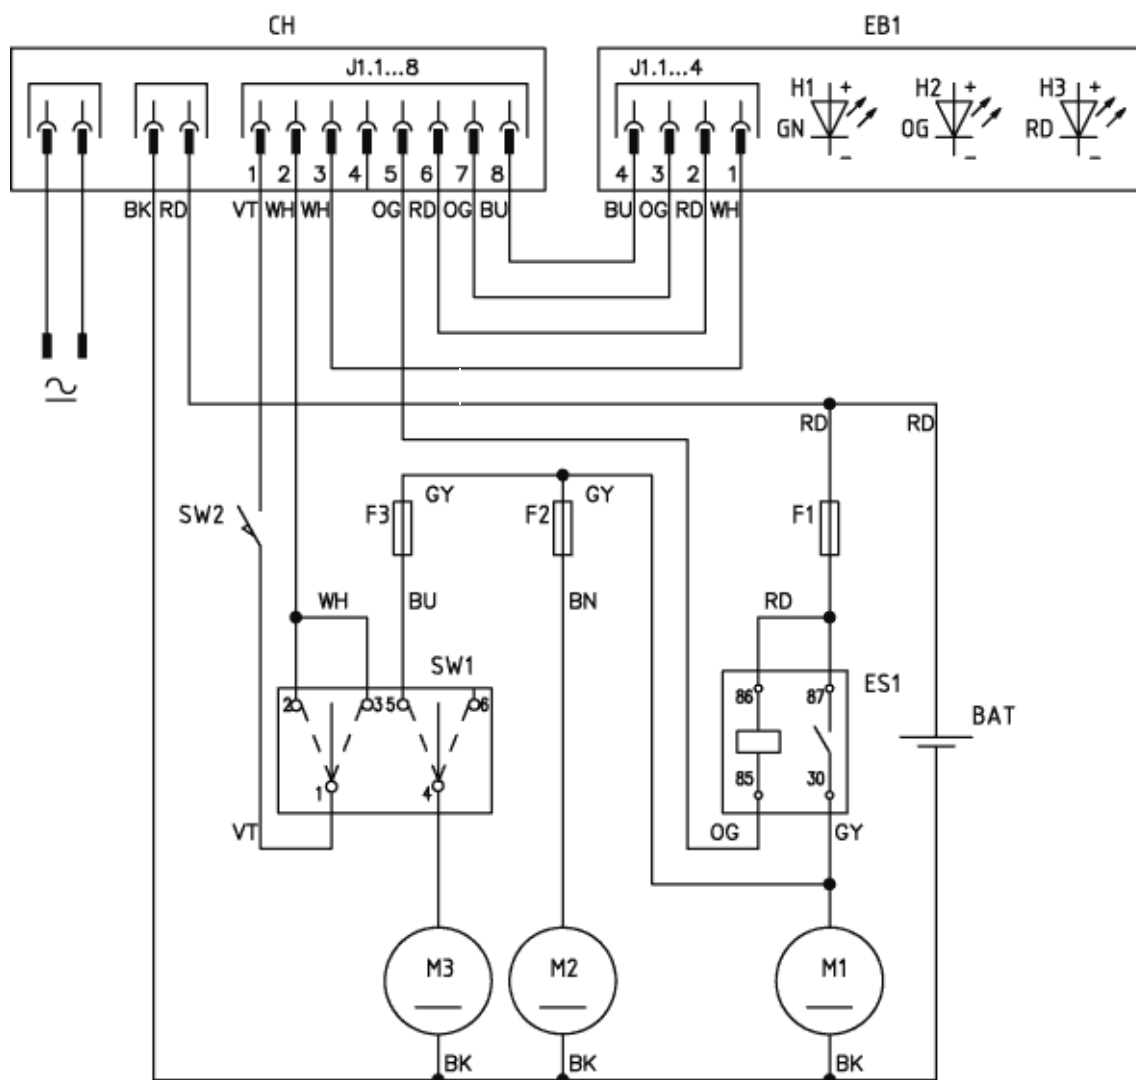 CH EB1
J1.1...8 J1.1...4
H1 + H2 + H3 +
GN OG RD
- - -
1 2 3 4 5 6 7 8 4 3 2 1
BK RD VT WH WH OG RD OG BU BU OG RD WH
RD RD
GY GY
SW2 F3 F2 F1
WH BU BN RD
SW1 ES1
2 3 5 6 86 87
BAT
1 4 85 30
VT OG GY
M3 M2 M1
BK BK BK